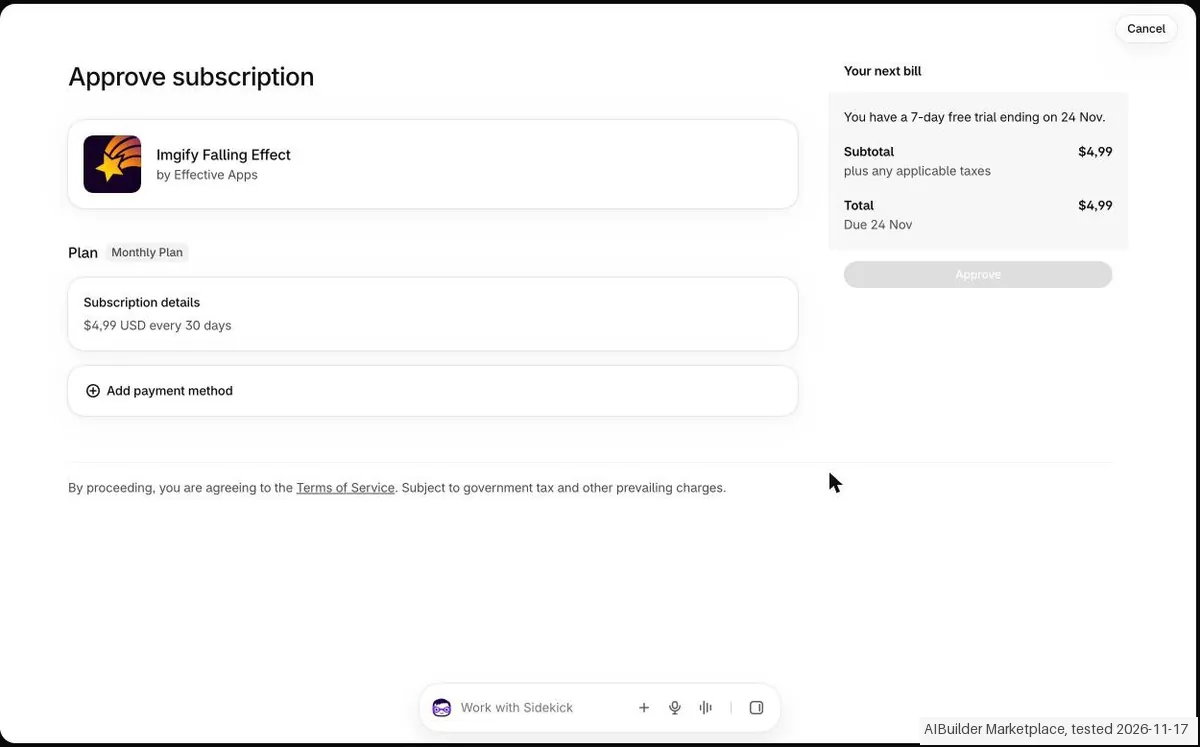 Cancel
Approve subscription
Imgify Falling Effect
by Effective Apps
Plan Monthly Plan
Subscription details
$4,99 USD every 30 days
Add payment method
By proceeding, you are agreeing to the Terms of Service. Subject to government tax and other prevailing charges.
Your next bill
You have a 7-day free trial ending on 24 Nov.
Subtotal $4,99
plus any applicable taxes
Total $4,99
Due 24 Nov
Approve
Work with Sidekick
AIBuilder Marketplace, tested 2026-11-17